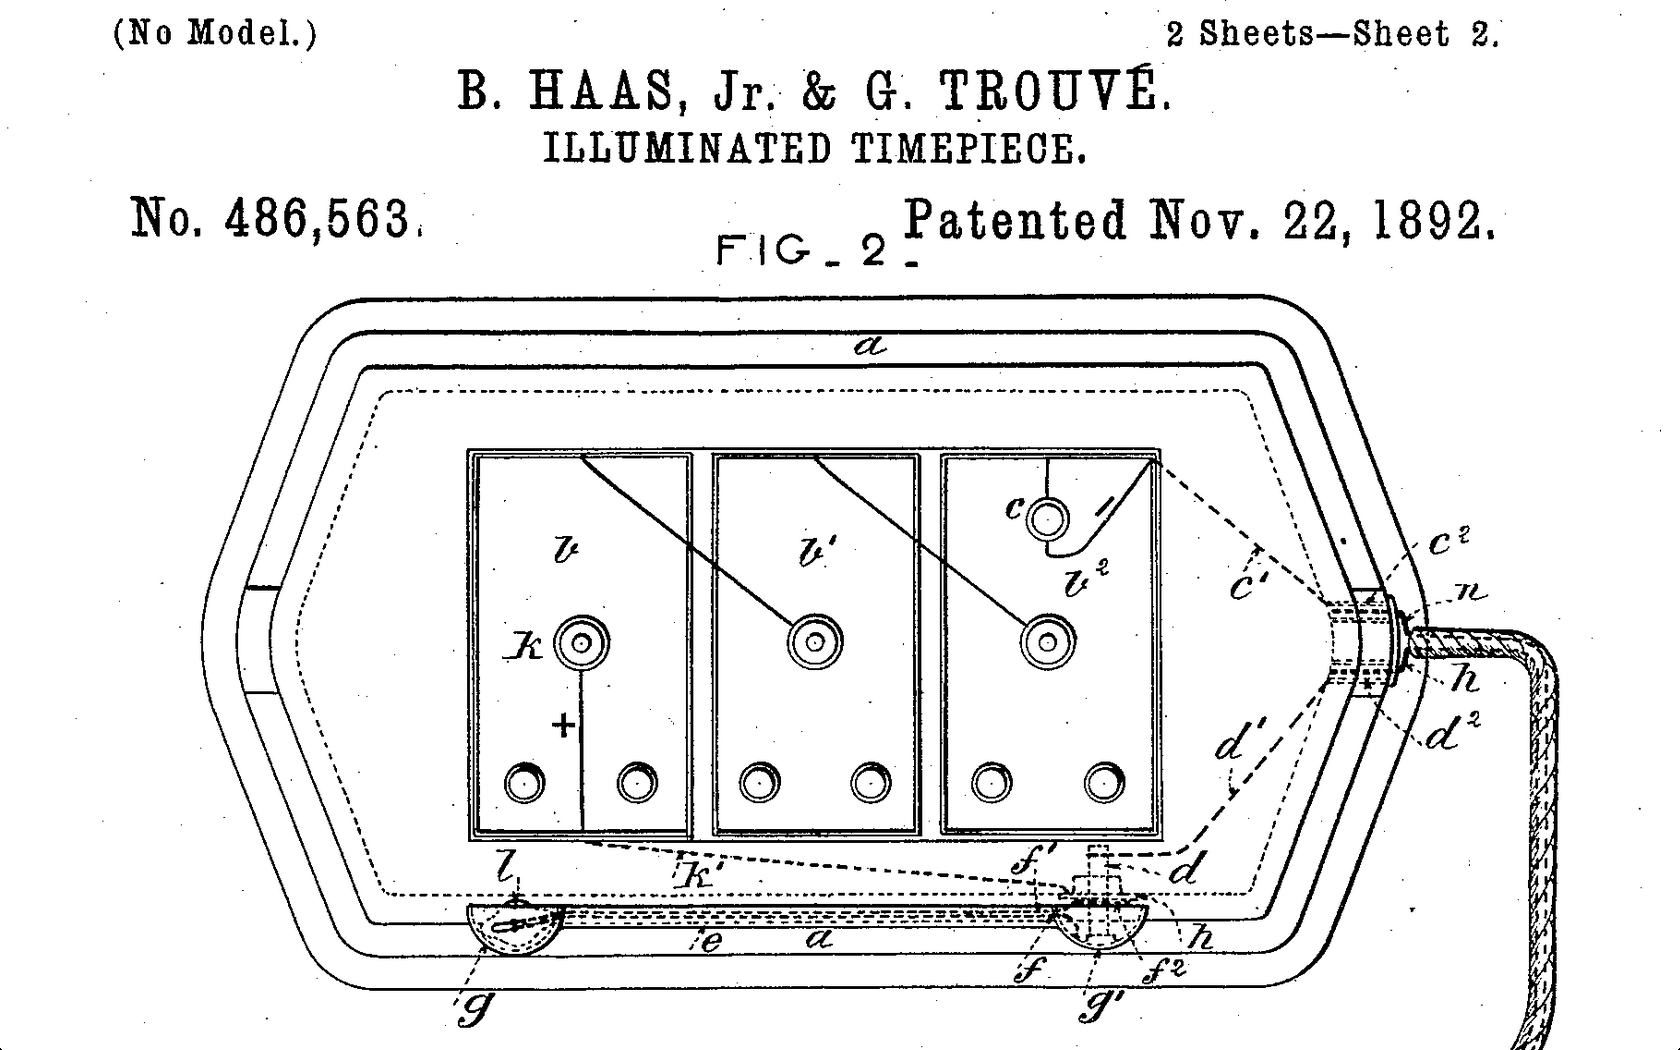 (No Model.)
2 Sheets—Sheet 2.
B. HAAS, Jr. & G. TROUVÉ.
ILLUMINATED TIMEPIECE.
No. 486,563.
Patented Nov. 22, 1892.
FIG_2_
a
b
b'
c
b²
c'
c²
n
k
h
+
d'
d²
l
k'
f'
d
e
a
h
f
f²
g
g'